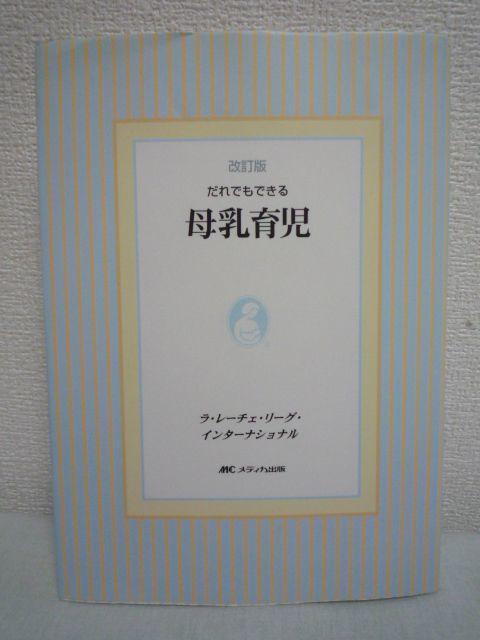 改訂版
だれでもできる
母乳育児
ラ・レーチェ・リーグ・
インターナショナル
MC メディカ出版